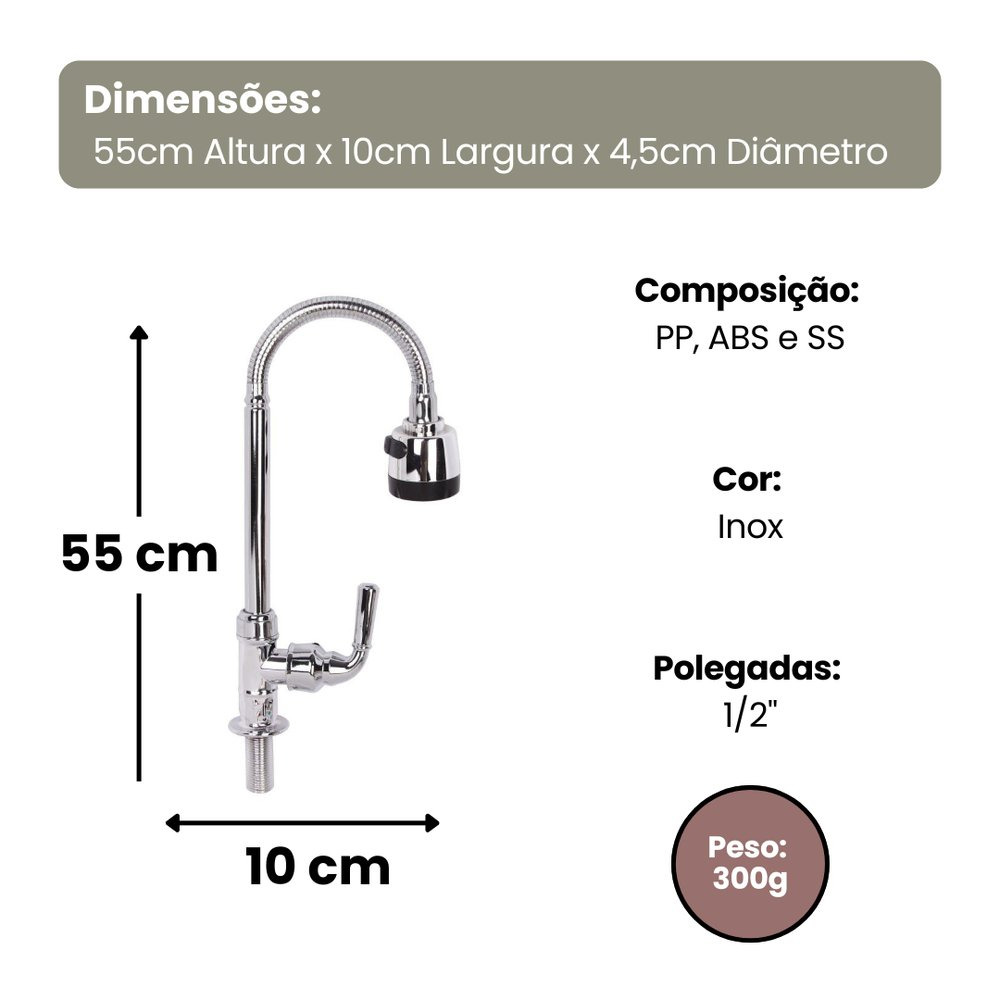 Dimensões:
55cm Altura x 10cm Largura x 4,5cm Diâmetro
Composição:
PP, ABS e SS
Cor:
Inox
55 cm
Polegadas:
1/2"
10 cm
Peso:
300g